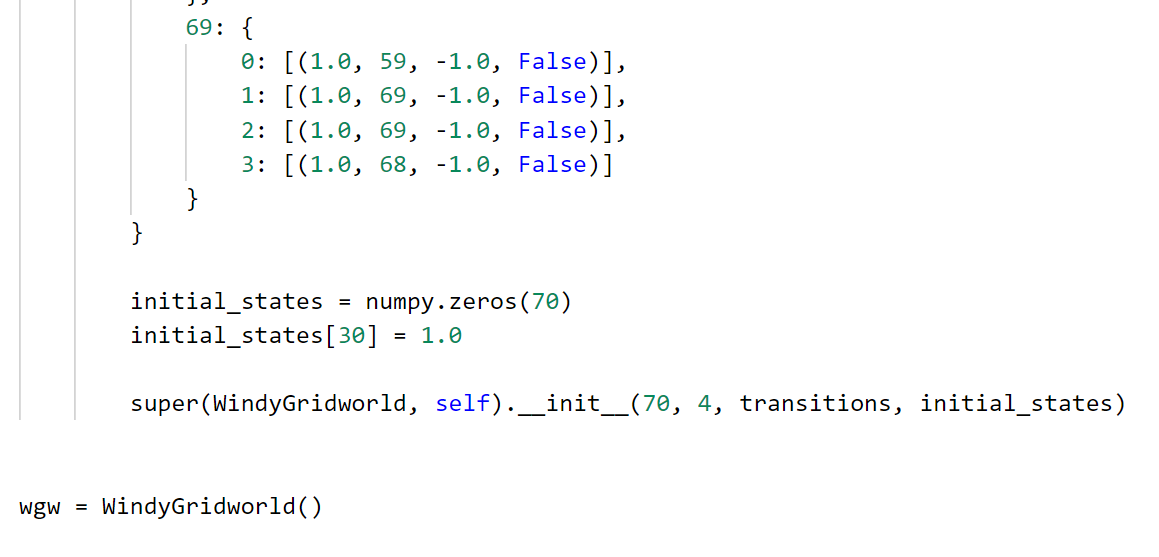 69: {
0: [(1.0, 59, -1.0, False)],
1: [(1.0, 69, -1.0, False)],
2: [(1.0, 69, -1.0, False)],
3: [(1.0, 68, -1.0, False)]
}
}
initial_states = numpy.zeros(70)
initial_states[30] = 1.0
super(WindyGridworld, self).__init__(70, 4, transitions, initial_states)
wgw = WindyGridworld()